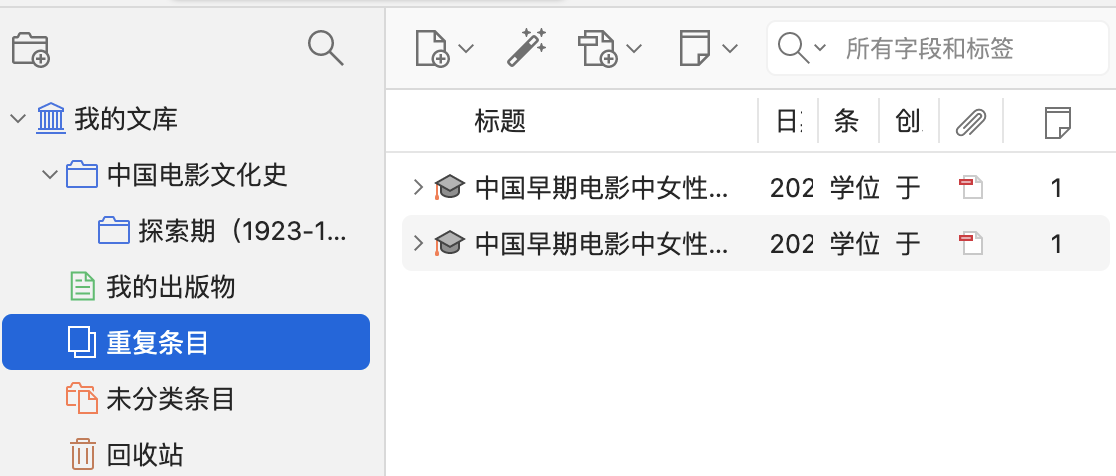 所有字段和标签
我的文库
中国电影文化史
探索期（1923-1...
我的出版物
重复条目
未分类条目
回收站
标题 日 条 创
中国早期电影中女性... 202 学位 于 1
中国早期电影中女性... 202 学位 于 1